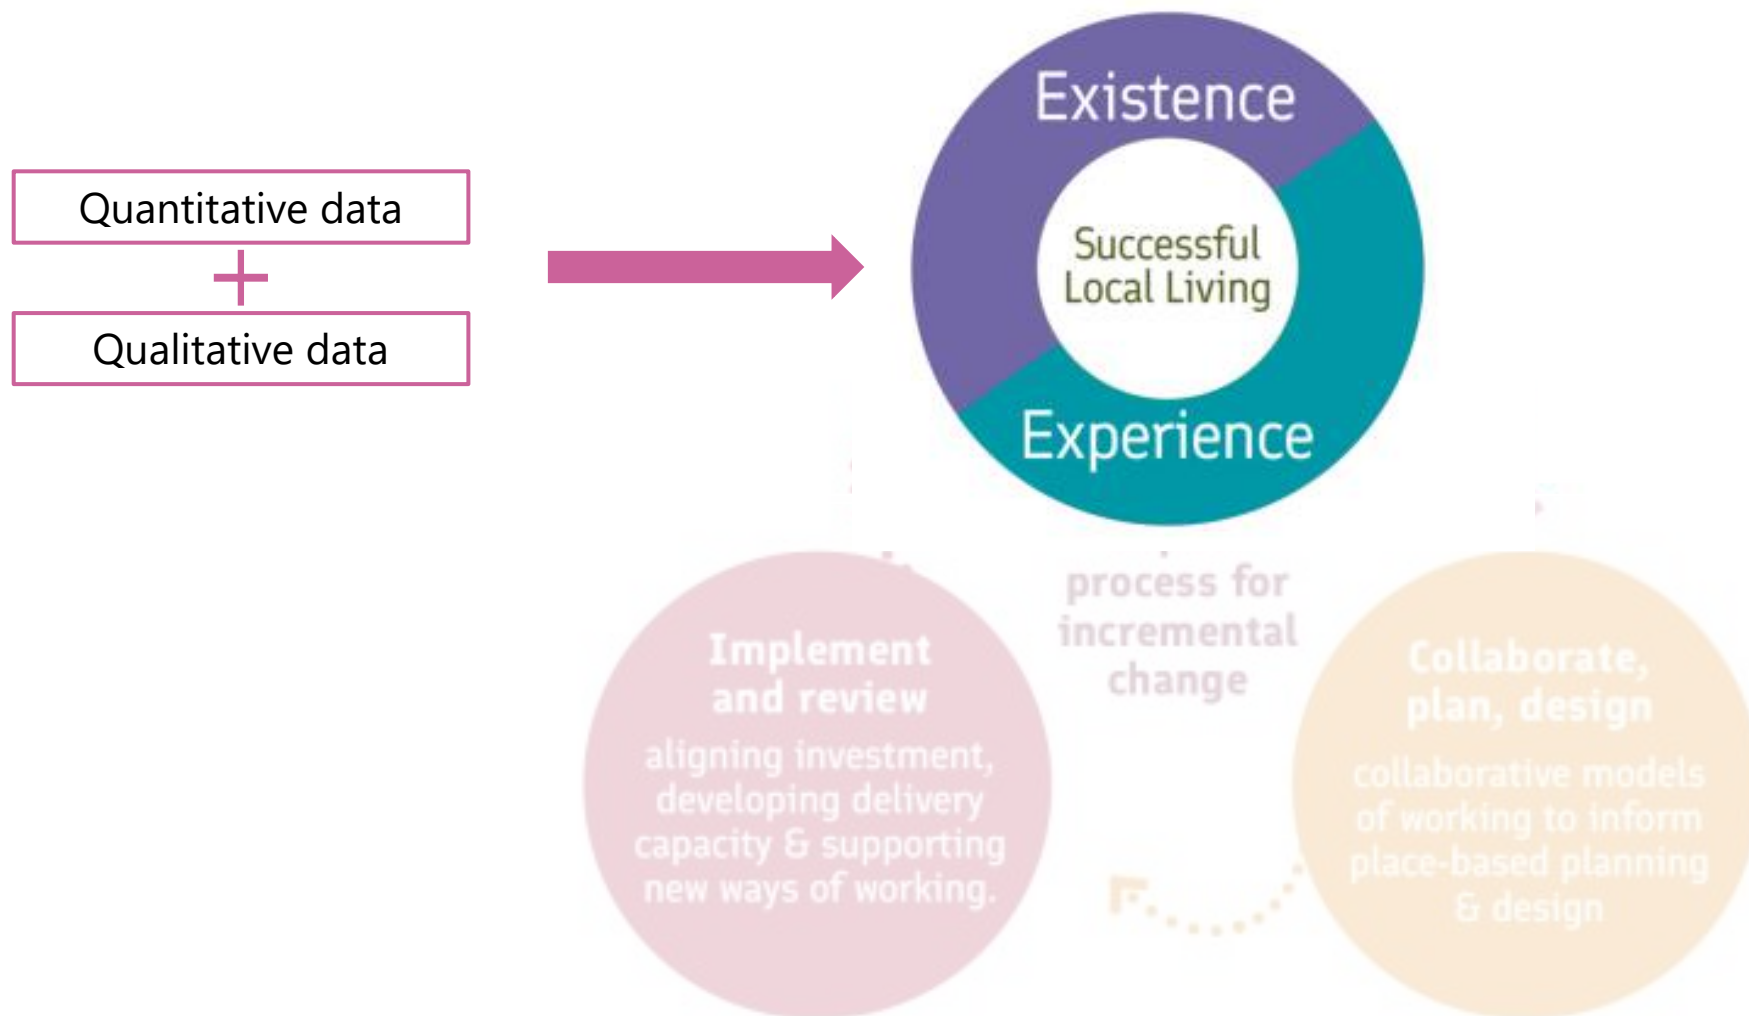 Quantitative data
Qualitative data
Existence
Successful
Local Living
Experience
process for
incremental
change
Implement
and review
aligning investment,
developing delivery
capacity & supporting
new ways of working.
Collaborate,
plan, design
collaborative models
of working to inform
place-based planning
& design